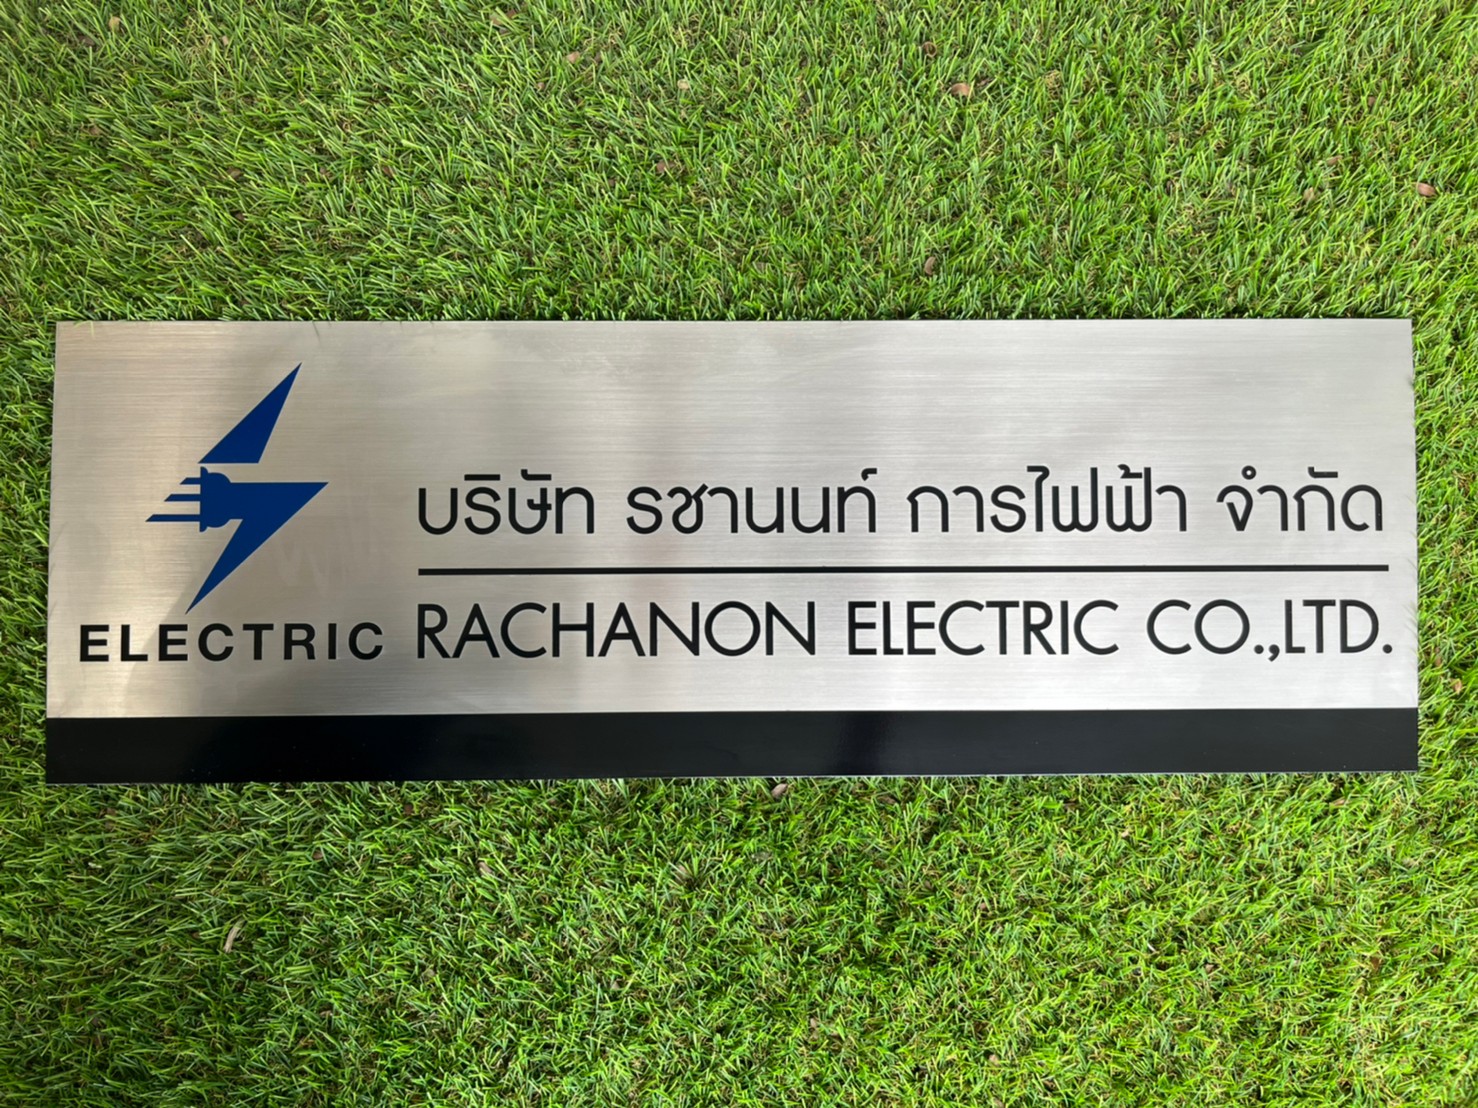 บริษัท รชานนท์ การไฟฟ้า จำกัด
ELECTRIC
RACHANON ELECTRIC CO.,LTD.